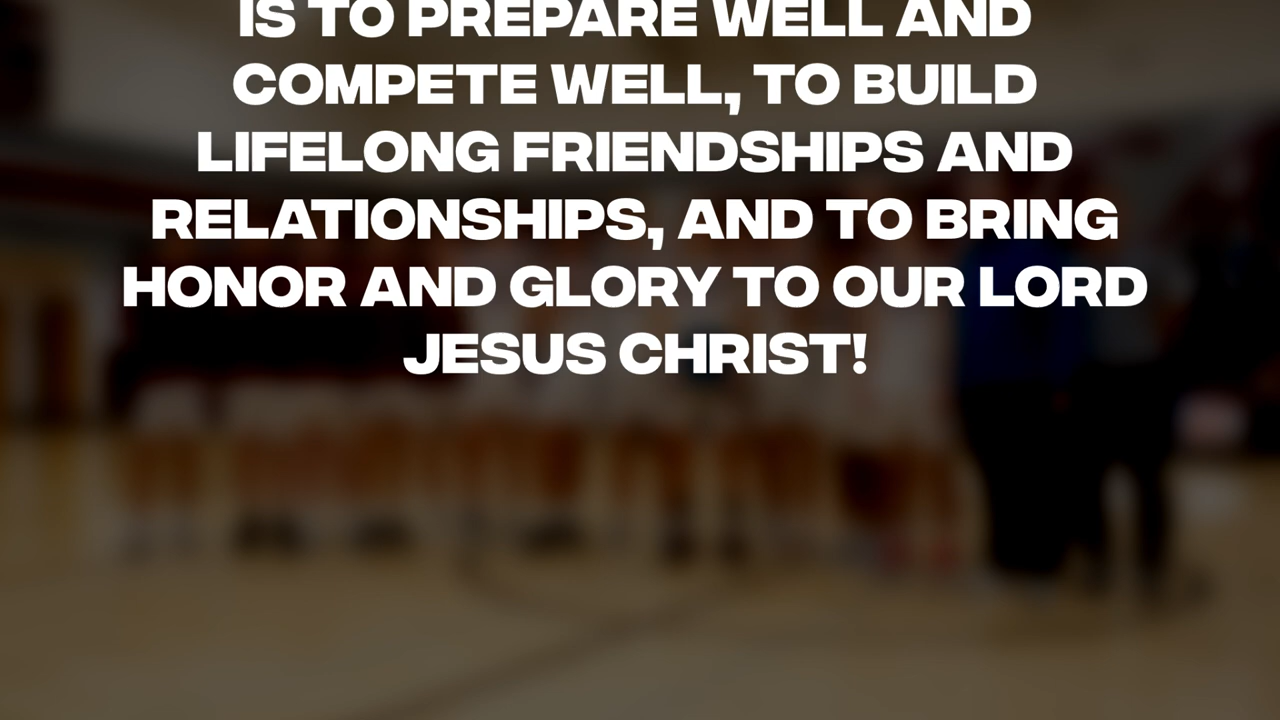 IS TO PREPARE WELL AND
COMPETE WELL, TO BUILD
LIFELONG FRIENDSHIPS AND
RELATIONSHIPS, AND TO BRING
HONOR AND GLORY TO OUR LORD
JESUS CHRIST!